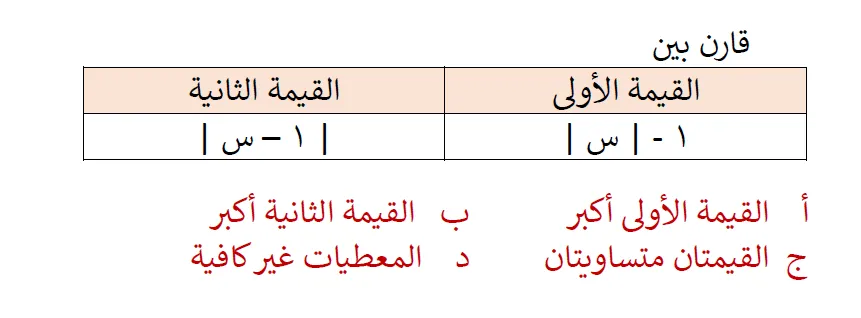 قارن بين
القيمة الأولى القيمة الثانية
١ - | س | | ١ – س |
أ القيمة الأولى أكبر ب القيمة الثانية أكبر
ج القيمتان متساويتان د المعطيات غير كافية